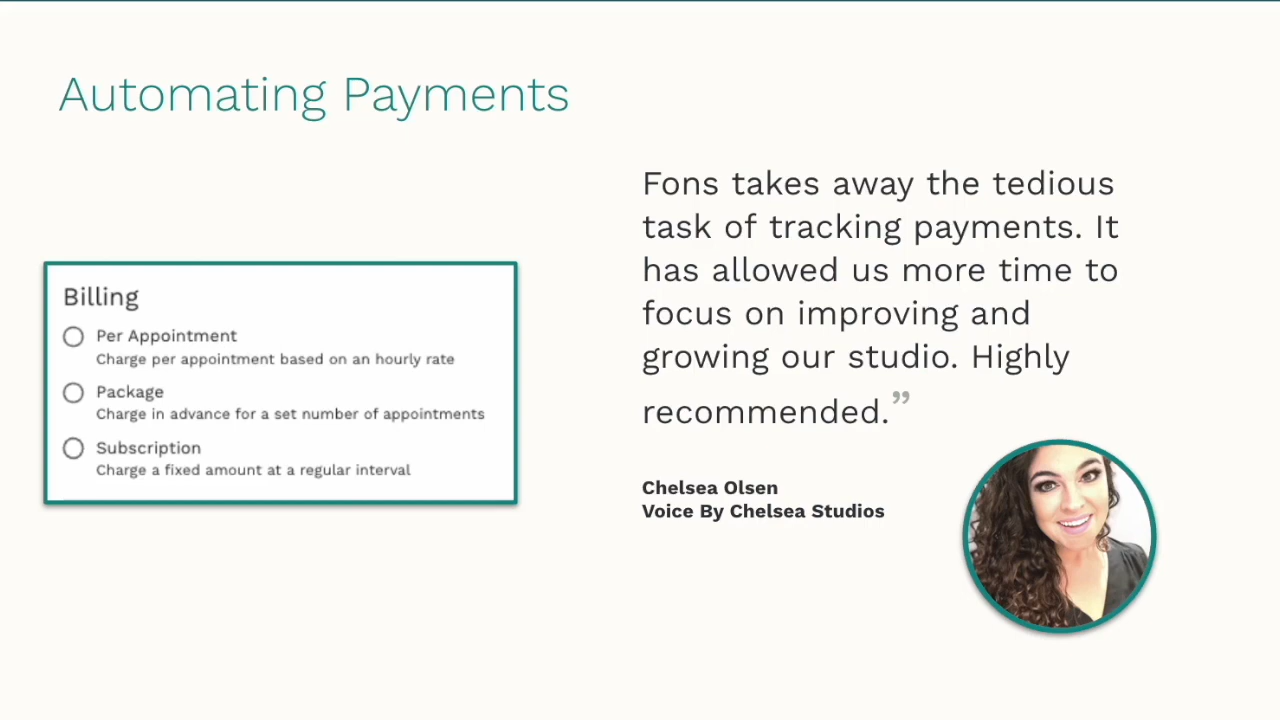 Automating Payments
Billing
Per Appointment
Charge per appointment based on an hourly rate
Package
Charge in advance for a set number of appointments
Subscription
Charge a fixed amount at a regular interval
Fons takes away the tedious
task of tracking payments. It
has allowed us more time to
focus on improving and
growing our studio. Highly
recommended.”
Chelsea Olsen
Voice By Chelsea Studios